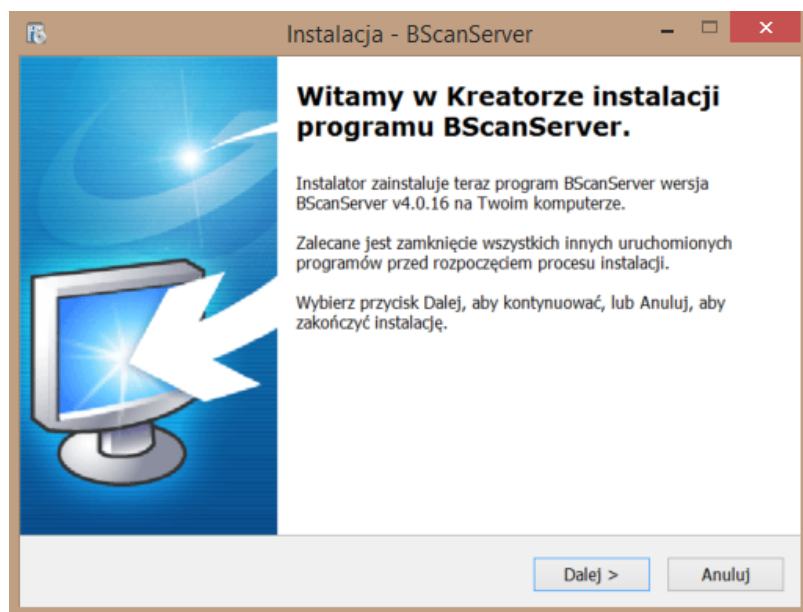 Instalacja - BScanServer
Witamy w Kreatorze instalacji
programu BScanServer.
Instalator zainstaluje teraz program BScanServer wersja
BScanServer v4.0.16 na Twoim komputerze.
Zalecane jest zamknięcie wszystkich innych uruchomionych
programów przed rozpoczęciem procesu instalacji.
Wybierz przycisk Dalej, aby kontynuować, lub Anuluj, aby
zakończyć instalację.
Dalej >
Anuluj